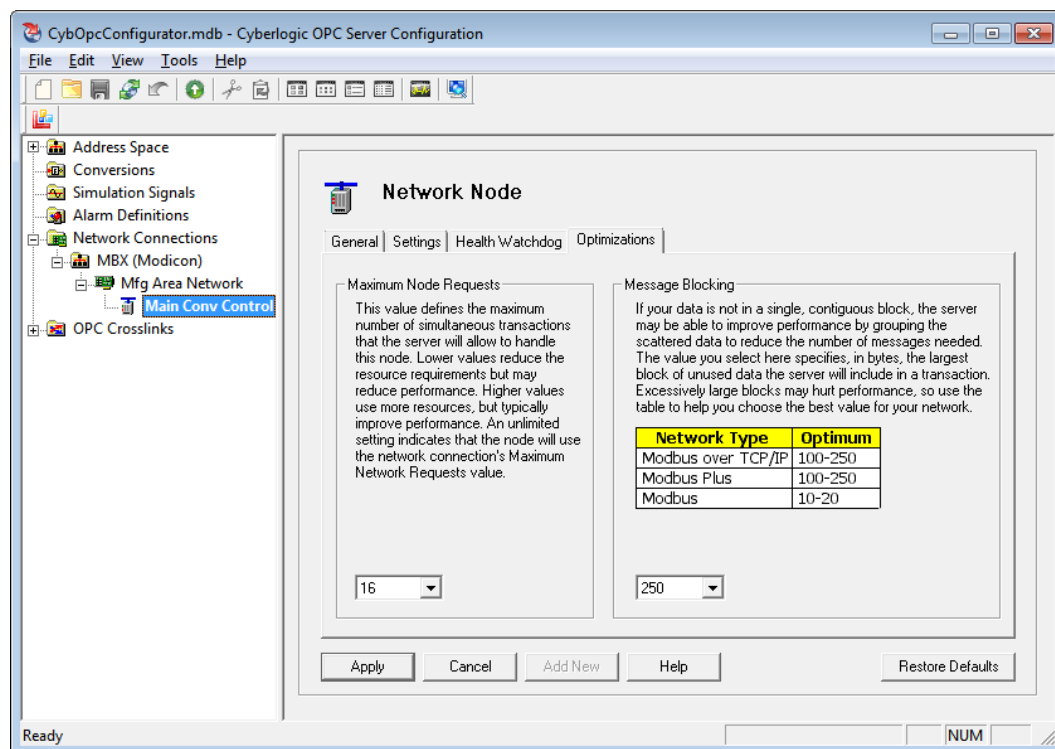 CybOpcConfigurator.mdb - Cyberlogic OPC Server Configuration
File Edit View Tools Help
Address Space
Conversions
Simulation Signals
Alarm Definitions
Network Connections
MBX (Modicon)
Mfg Area Network
Main Conv Control
OPC Crosslinks
Network Node
General Settings Health Watchdog Optimizations
Maximum Node Requests
This value defines the maximum
number of simultaneous transactions
that the server will allow to handle
this node. Lower values reduce the
resource requirements but may
reduce performance. Higher values
use more resources, but typically
improve performance. An unlimited
setting indicates that the node will use
the network connection's Maximum
Network Requests value.
16
Message Blocking
If your data is not in a single, contiguous block, the server
may be able to improve performance by grouping the
scattered data to reduce the number of messages needed.
The value you select here specifies, in bytes, the largest
block of unused data the server will include in a transaction.
Excessively large blocks may hurt performance, so use the
table to help you choose the best value for your network.
Network Type Optimum
Modbus over TCP/IP 100-250
Modbus Plus 100-250
Modbus 10-20
250
Apply Cancel Add New Help Restore Defaults
Ready NUM